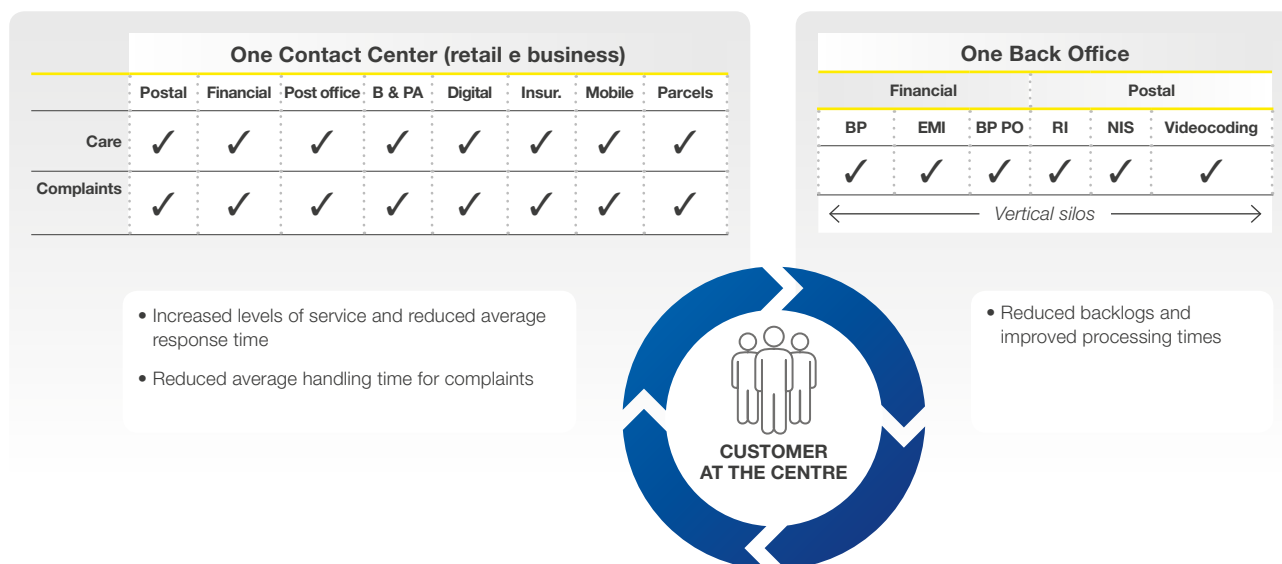 One Contact Center (retail e business)
Postal Financial Post office B & PA Digital Insur. Mobile Parcels
Care ✓ ✓ ✓ ✓ ✓ ✓ ✓ ✓
Complaints ✓ ✓ ✓ ✓ ✓ ✓ ✓ ✓
One Back Office
Financial Postal
BP EMI BP PO RI NIS Videocoding
✓ ✓ ✓ ✓ ✓ ✓
Vertical silos
• Increased levels of service and reduced average
response time
• Reduced average handling time for complaints
CUSTOMER
AT THE CENTRE
• Reduced backlogs and
improved processing times